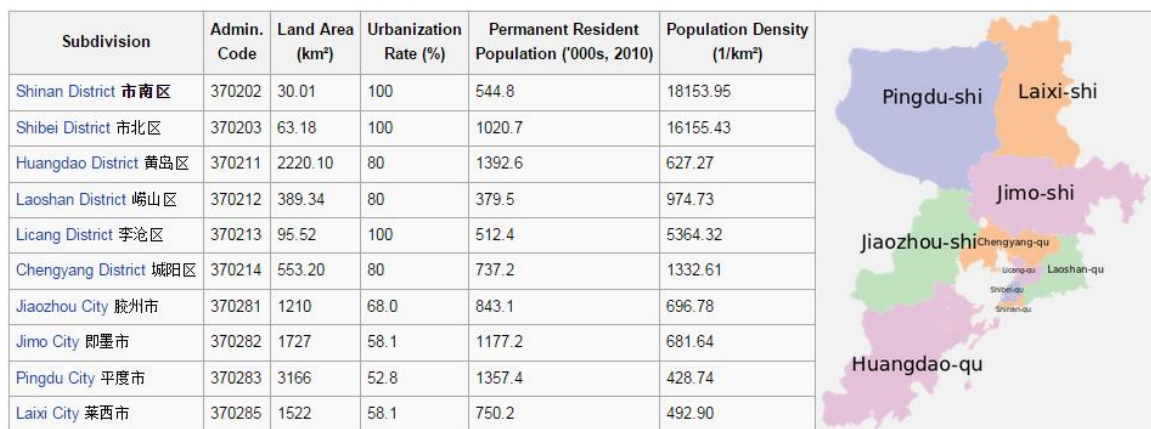 Subdivision Admin. Code Land Area (km²) Urbanization Rate (%) Permanent Resident Population ('000s, 2010) Population Density (1/km²)
Shinan District 市南区 370202 30.01 100 544.8 18153.95
Shibei District 市北区 370203 63.18 100 1020.7 16155.43
Huangdao District 黄岛区 370211 2220.10 80 1392.6 627.27
Laoshan District 崂山区 370212 389.34 80 379.5 974.73
Licang District 李沧区 370213 95.52 100 512.4 5364.32
Chengyang District 城阳区 370214 553.20 80 737.2 1332.61
Jiaozhou City 胶州市 370281 1210 68.0 843.1 696.78
Jimo City 即墨市 370282 1727 58.1 1177.2 681.64
Pingdu City 平度市 370283 3166 52.8 1357.4 428.74
Laixi City 莱西市 370285 1522 58.1 750.2 492.90
Pingdu-shi
Laixi-shi
Jimo-shi
Jiaozhou-shi
Chengyang-qu
Licang-qu
Laoshan-qu
Shibei-qu
Shinan-qu
Huangdao-qu